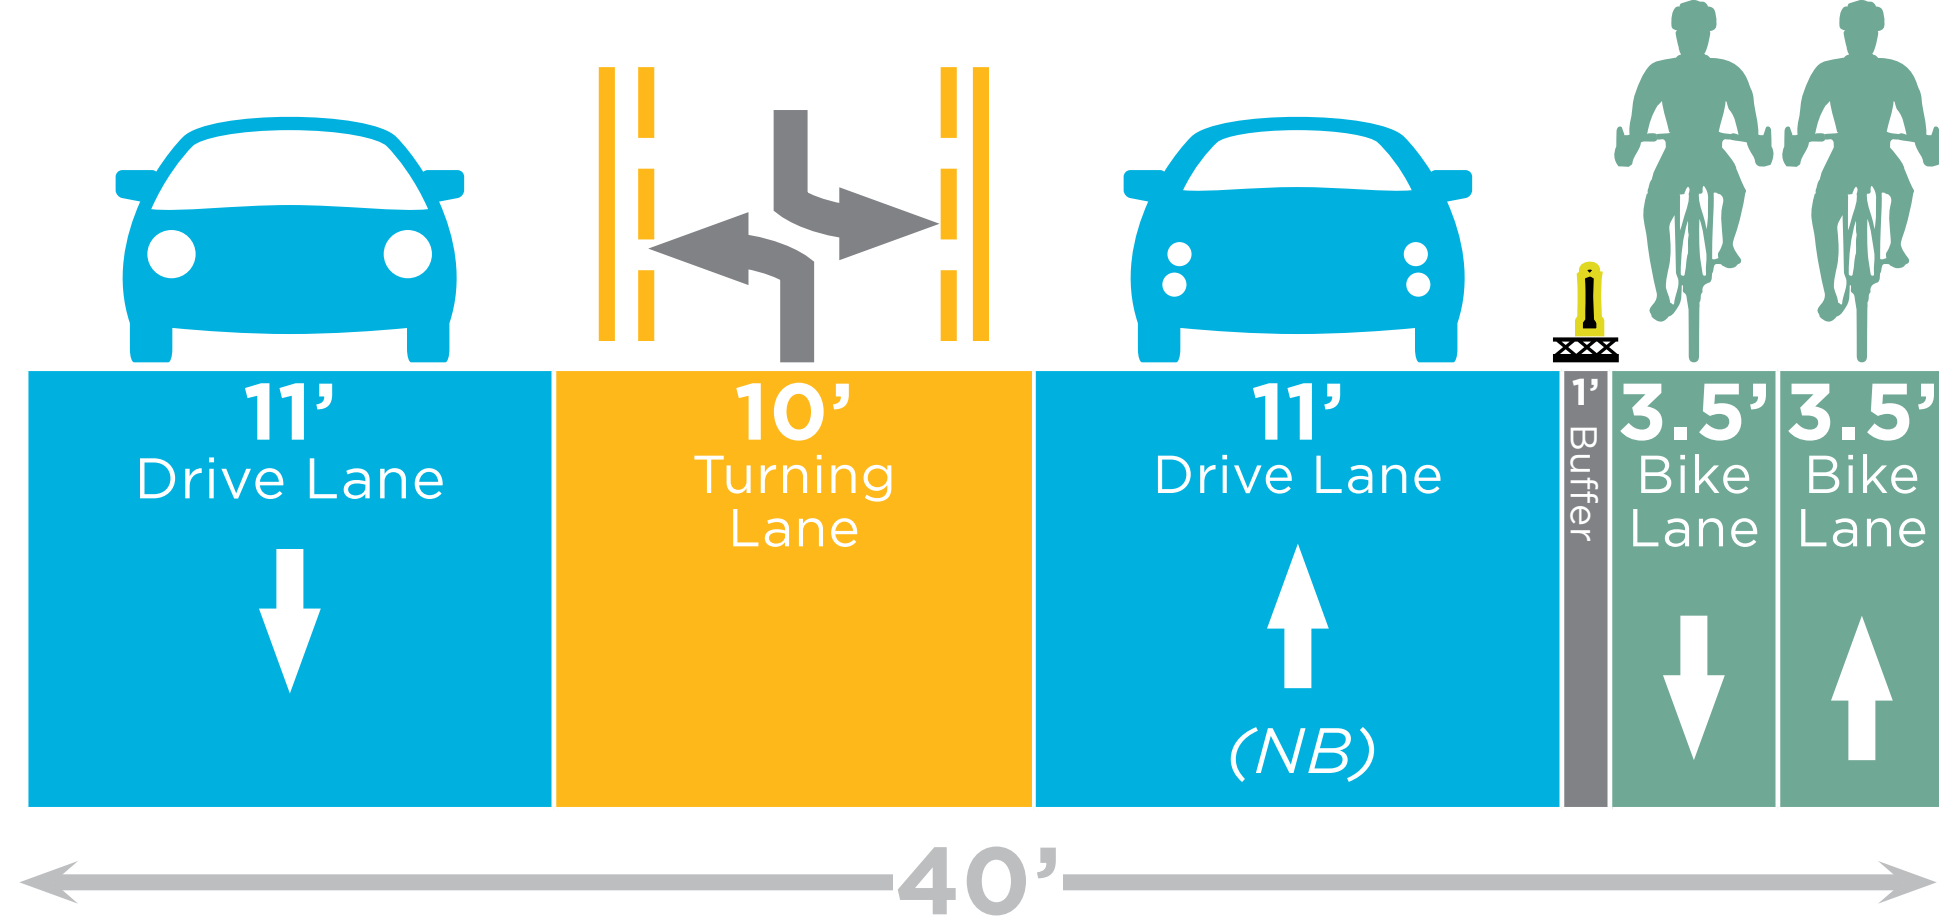 11’
Drive Lane
10’
Turning
Lane
11’
Drive Lane
(NB)
1’ Buffer
3.5’
Bike
Lane
3.5’
Bike
Lane
40’